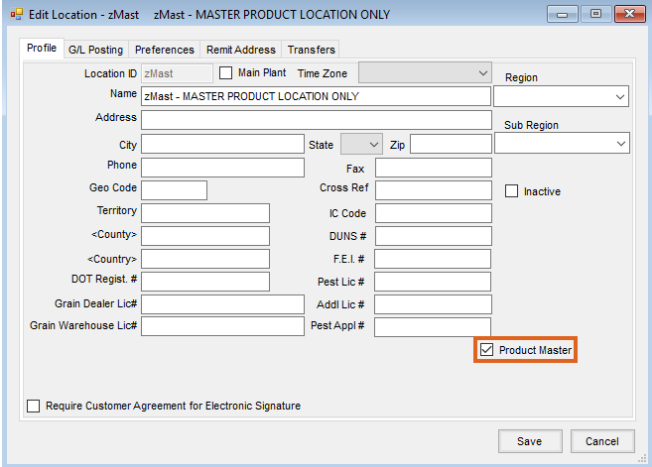 Edit Location - zMast zMast - MASTER PRODUCT LOCATION ONLY
Profile G/L Posting Preferences Remit Address Transfers
Location ID zMast Main Plant Time Zone Region
Name zMast - MASTER PRODUCT LOCATION ONLY
Address Sub Region
City State Zip
Phone Fax
Geo Code Cross Ref Inactive
Territory IC Code
<County> DUNS #
<Country> F.E.I. #
DOT Regist. # Pest Lic #
Grain Dealer Lic# Addl Lic #
Grain Warehouse Lic# Pest Appl #
Product Master
Require Customer Agreement for Electronic Signature
Save Cancel